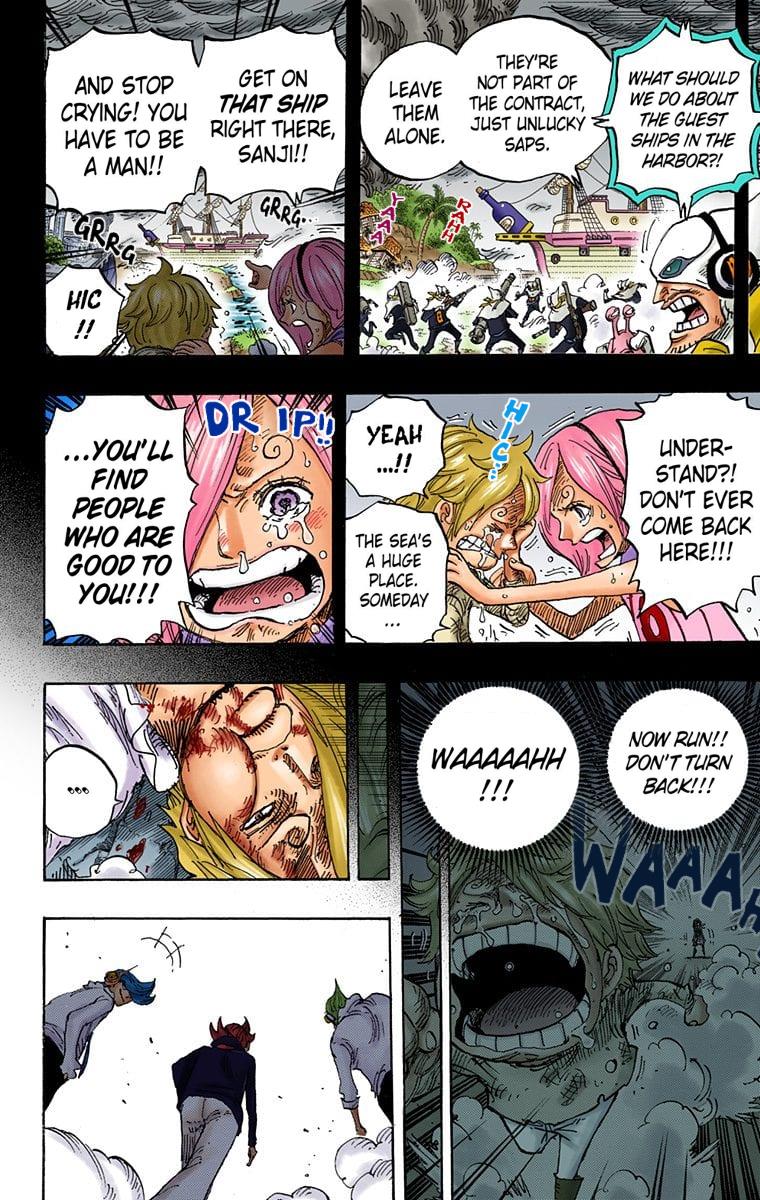 WHAT SHOULD
WE DO ABOUT
THE GUEST
SHIPS IN THE
HARBOR?!
THEY'RE
NOT PART OF
THE CONTRACT,
JUST UNLUCKY
SAPS.
LEAVE
THEM
ALONE.
RAHH
YAAA
GET ON
THAT SHIP
RIGHT THERE,
SANJI!!
AND STOP
CRYING! YOU
HAVE TO BE
A MAN!!
GRRG..
GRRG
HIC
!!
UNDER-
STAND?!
DON'T EVER
COME BACK
HERE!!!
HIC..
YEAH
...!!
THE SEA'S
A HUGE
PLACE.
SOMEDAY
...
DRIP!!
...YOU'LL
FIND
PEOPLE
WHO ARE
GOOD TO
YOU!!!
NOW RUN!!
DON'T TURN
BACK!!!
WAAAAAHH
!!!
WAAAH
...